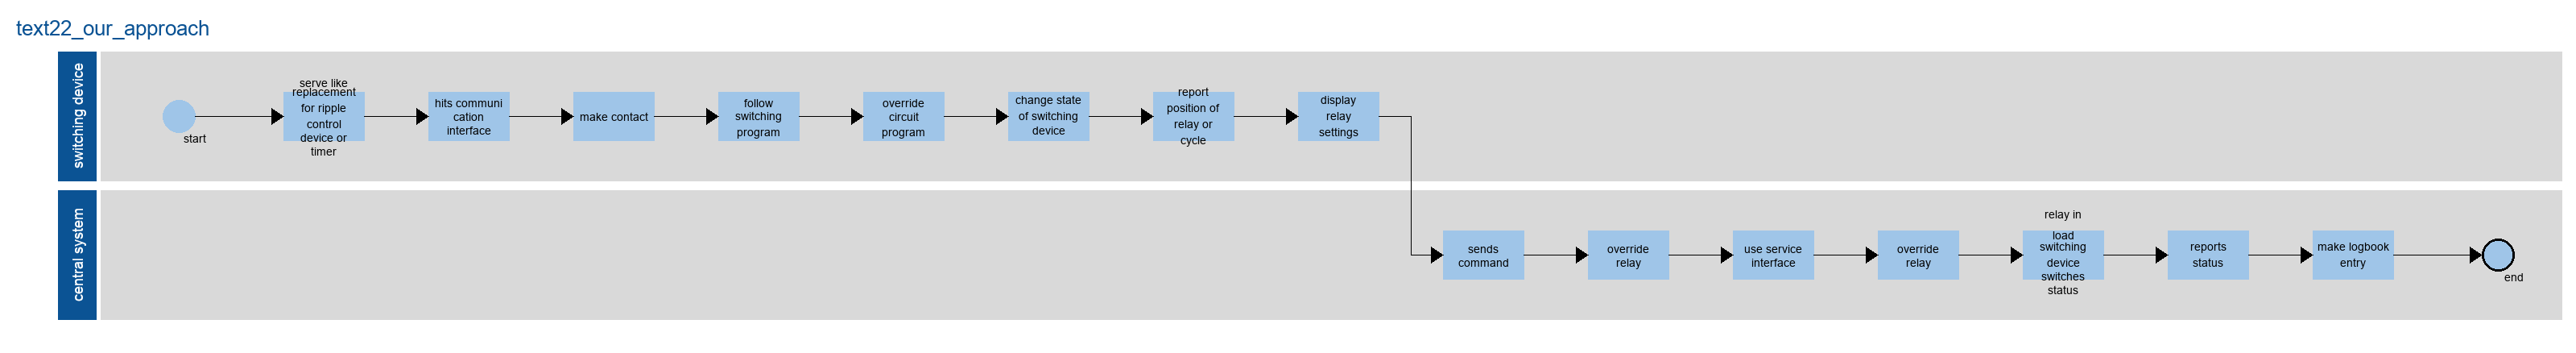 text22_our_approach
switching device
start
serve like
replacement
for ripple
control
device or
timer
hits communi
cation
interface
make contact
follow
switching
program
override
circuit
program
change state
of switching
device
report
position of
relay or
cycle
display
relay
settings
central system
sends
command
override
relay
use service
interface
override
relay
relay in
load
switching
device
switches
status
reports
status
make logbook
entry
end